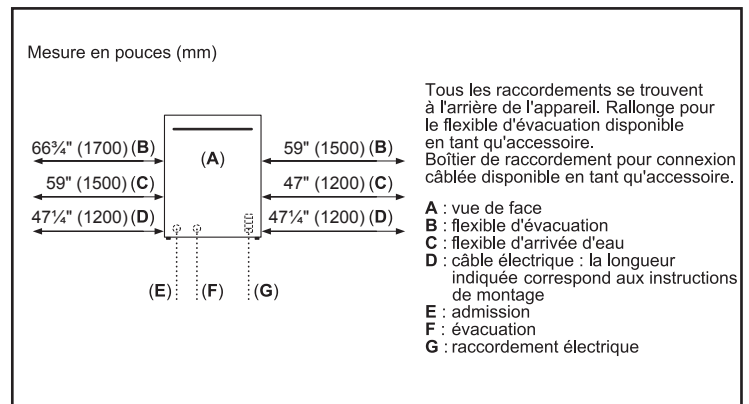 Mesure en pouces (mm)
66¾" (1700) (B)
59" (1500) (C)
47¼" (1200) (D)
(A)
59" (1500) (B)
47" (1200) (C)
47¼" (1200) (D)
(E)
(F)
(G)
Tous les raccordements se trouvent
à l'arrière de l'appareil. Rallonge pour
le flexible d'évacuation disponible
en tant qu'accessoire.
Boîtier de raccordement pour connexion
câblée disponible en tant qu'accessoire.
A : vue de face
B : flexible d'évacuation
C : flexible d'arrivée d'eau
D : câble électrique : la longueur
indiquée correspond aux instructions
de montage
E : admission
F : évacuation
G : raccordement électrique